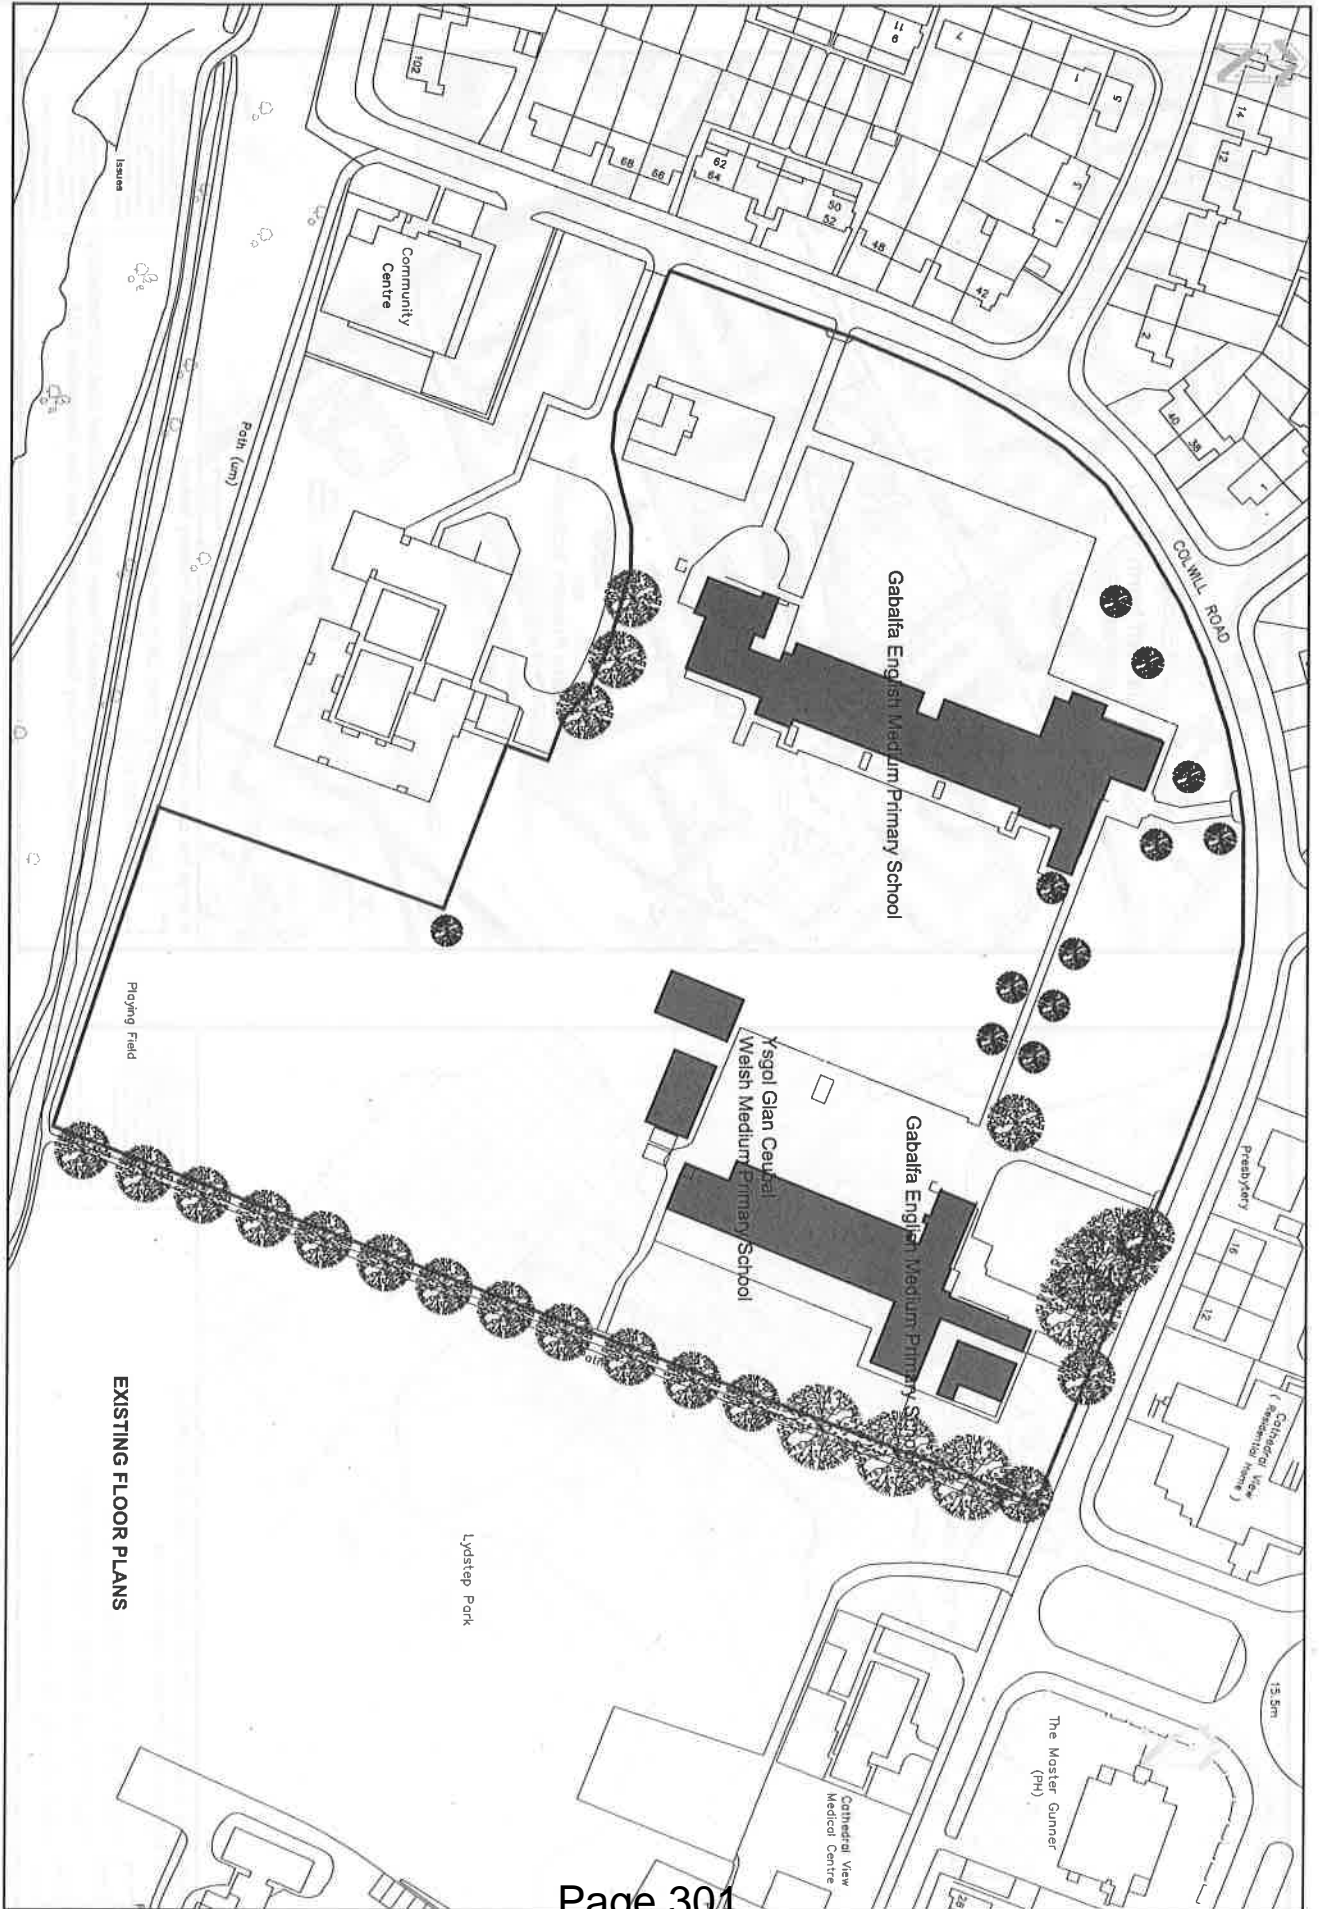 EXISTING FLOOR PLANS
Gabalfa English Medium Primary School
Gabalfa English Medium Primary School
Ysgol Glan Ceubal
Welsh Medium Primary School
COLWILL ROAD
Community
Centre
Issues
Path (um)
Playing Field
Lydstep Park
Presbytery
Cathedral View
( Residential Home )
The Master Gunner
(PH)
Cathedral View
Medical Centre
15.5m
102
68
66
62
64
50
52
48
42
11
9
7
1
5
3
1
14
12
2
40
38
1
16
12
26
Page 301